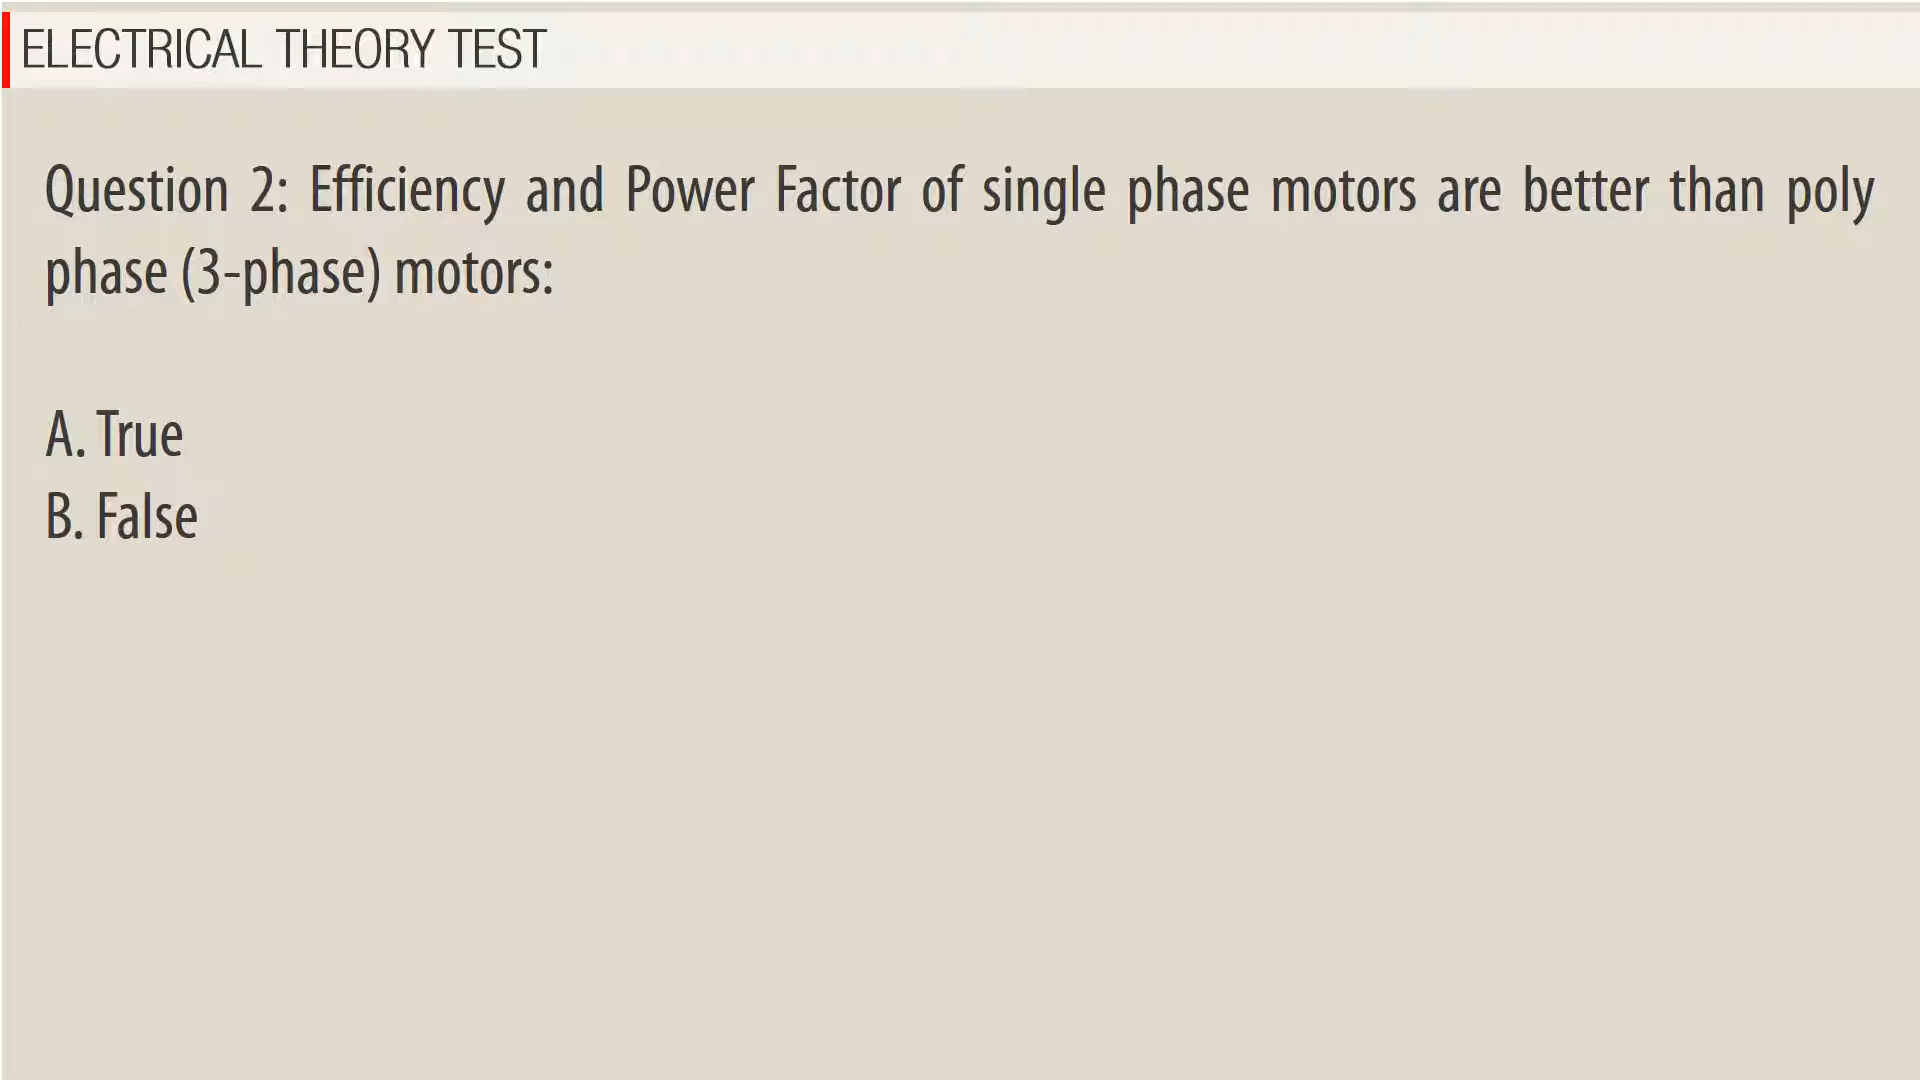 ELECTRICAL THEORY TEST
Question 2: Efficiency and Power Factor of single phase motors are better than poly
phase (3-phase) motors:
A. True
B. False